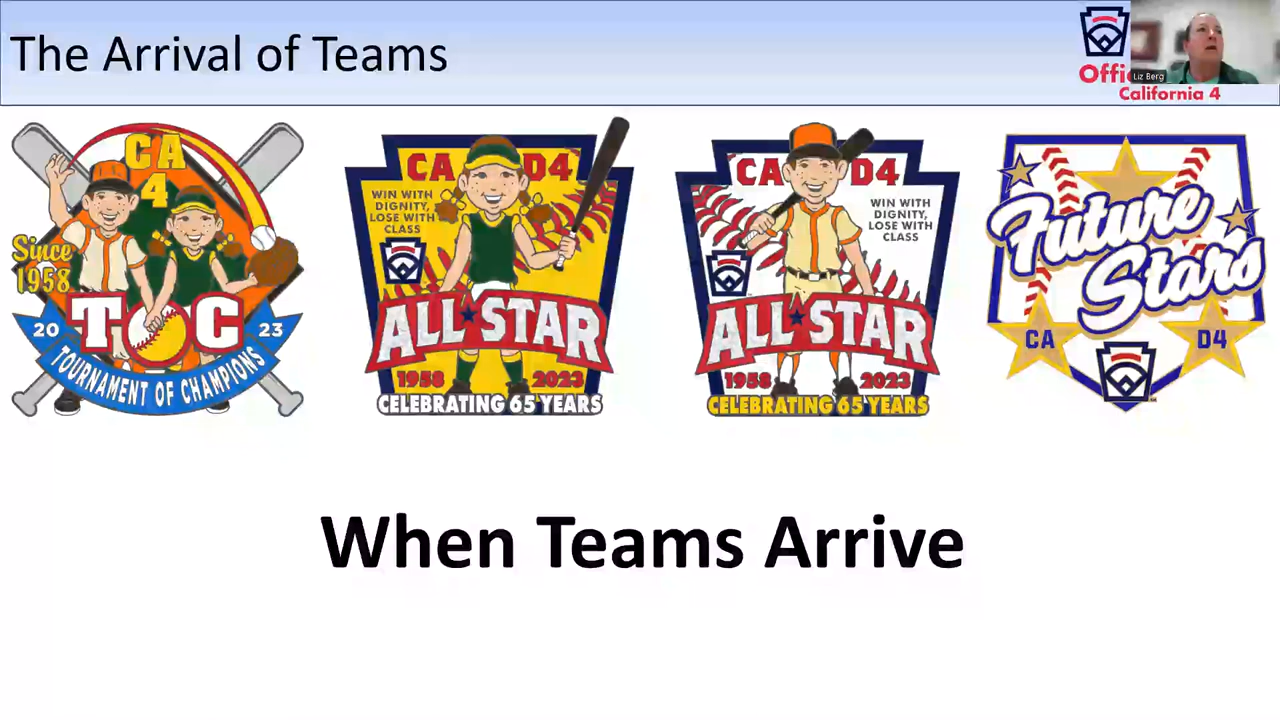 The Arrival of Teams
Offi
California 4
Liz Berg
CA
4
Since
1958
TOC
20 23
TOURNAMENT OF CHAMPIONS
CA D4
WIN WITH
DIGNITY,
LOSE WITH
CLASS
ALL STAR
1958 2023
CELEBRATING 65 YEARS
CA D4
WIN WITH
DIGNITY,
LOSE WITH
CLASS
ALL STAR
1958 2023
CELEBRATING 65 YEARS
Future
Stars
CA D4
When Teams Arrive